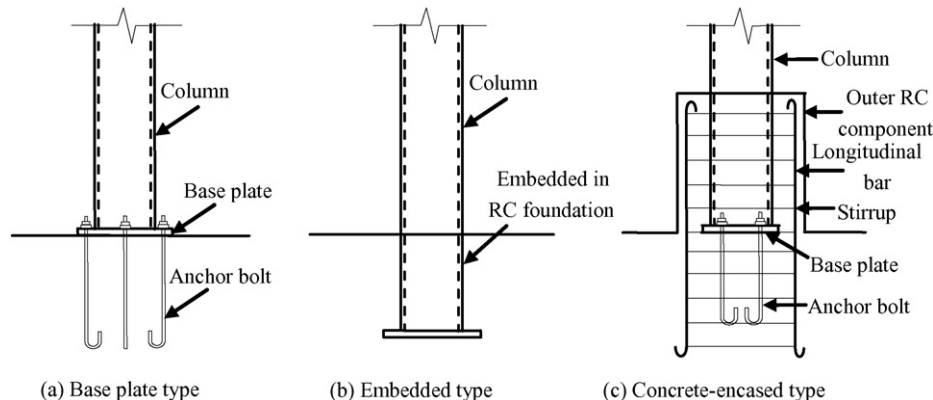 Column
Base plate
Anchor bolt
(a) Base plate type
Column
Embedded in
RC foundation
(b) Embedded type
Column
Outer RC
component
Longitudinal
bar
Stirrup
Base plate
Anchor bolt
(c) Concrete-encased type